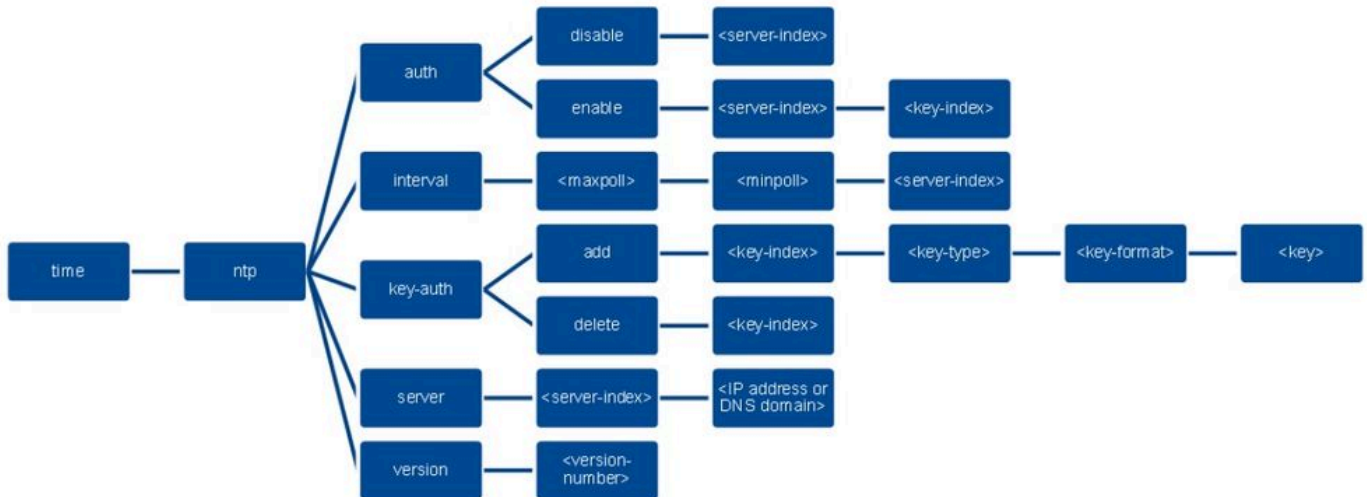 disable
<server-index>
auth
enable
<server-index>
<key-index>
interval
<maxpoll>
<minpoll>
<server-index>
add
<key-index>
<key-type>
<key-format>
<key>
time
ntp
key-auth
delete
<key-index>
server
<server-index>
<IP address or
DNS domain>
version
<version-
number>